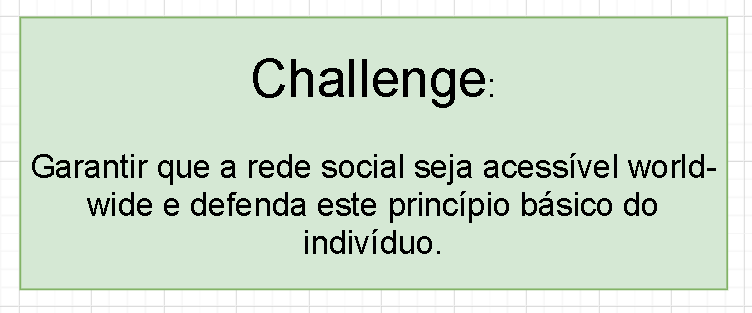 Challenge:
Garantir que a rede social seja acessível world-
wide e defenda este princípio básico do
indivíduo.